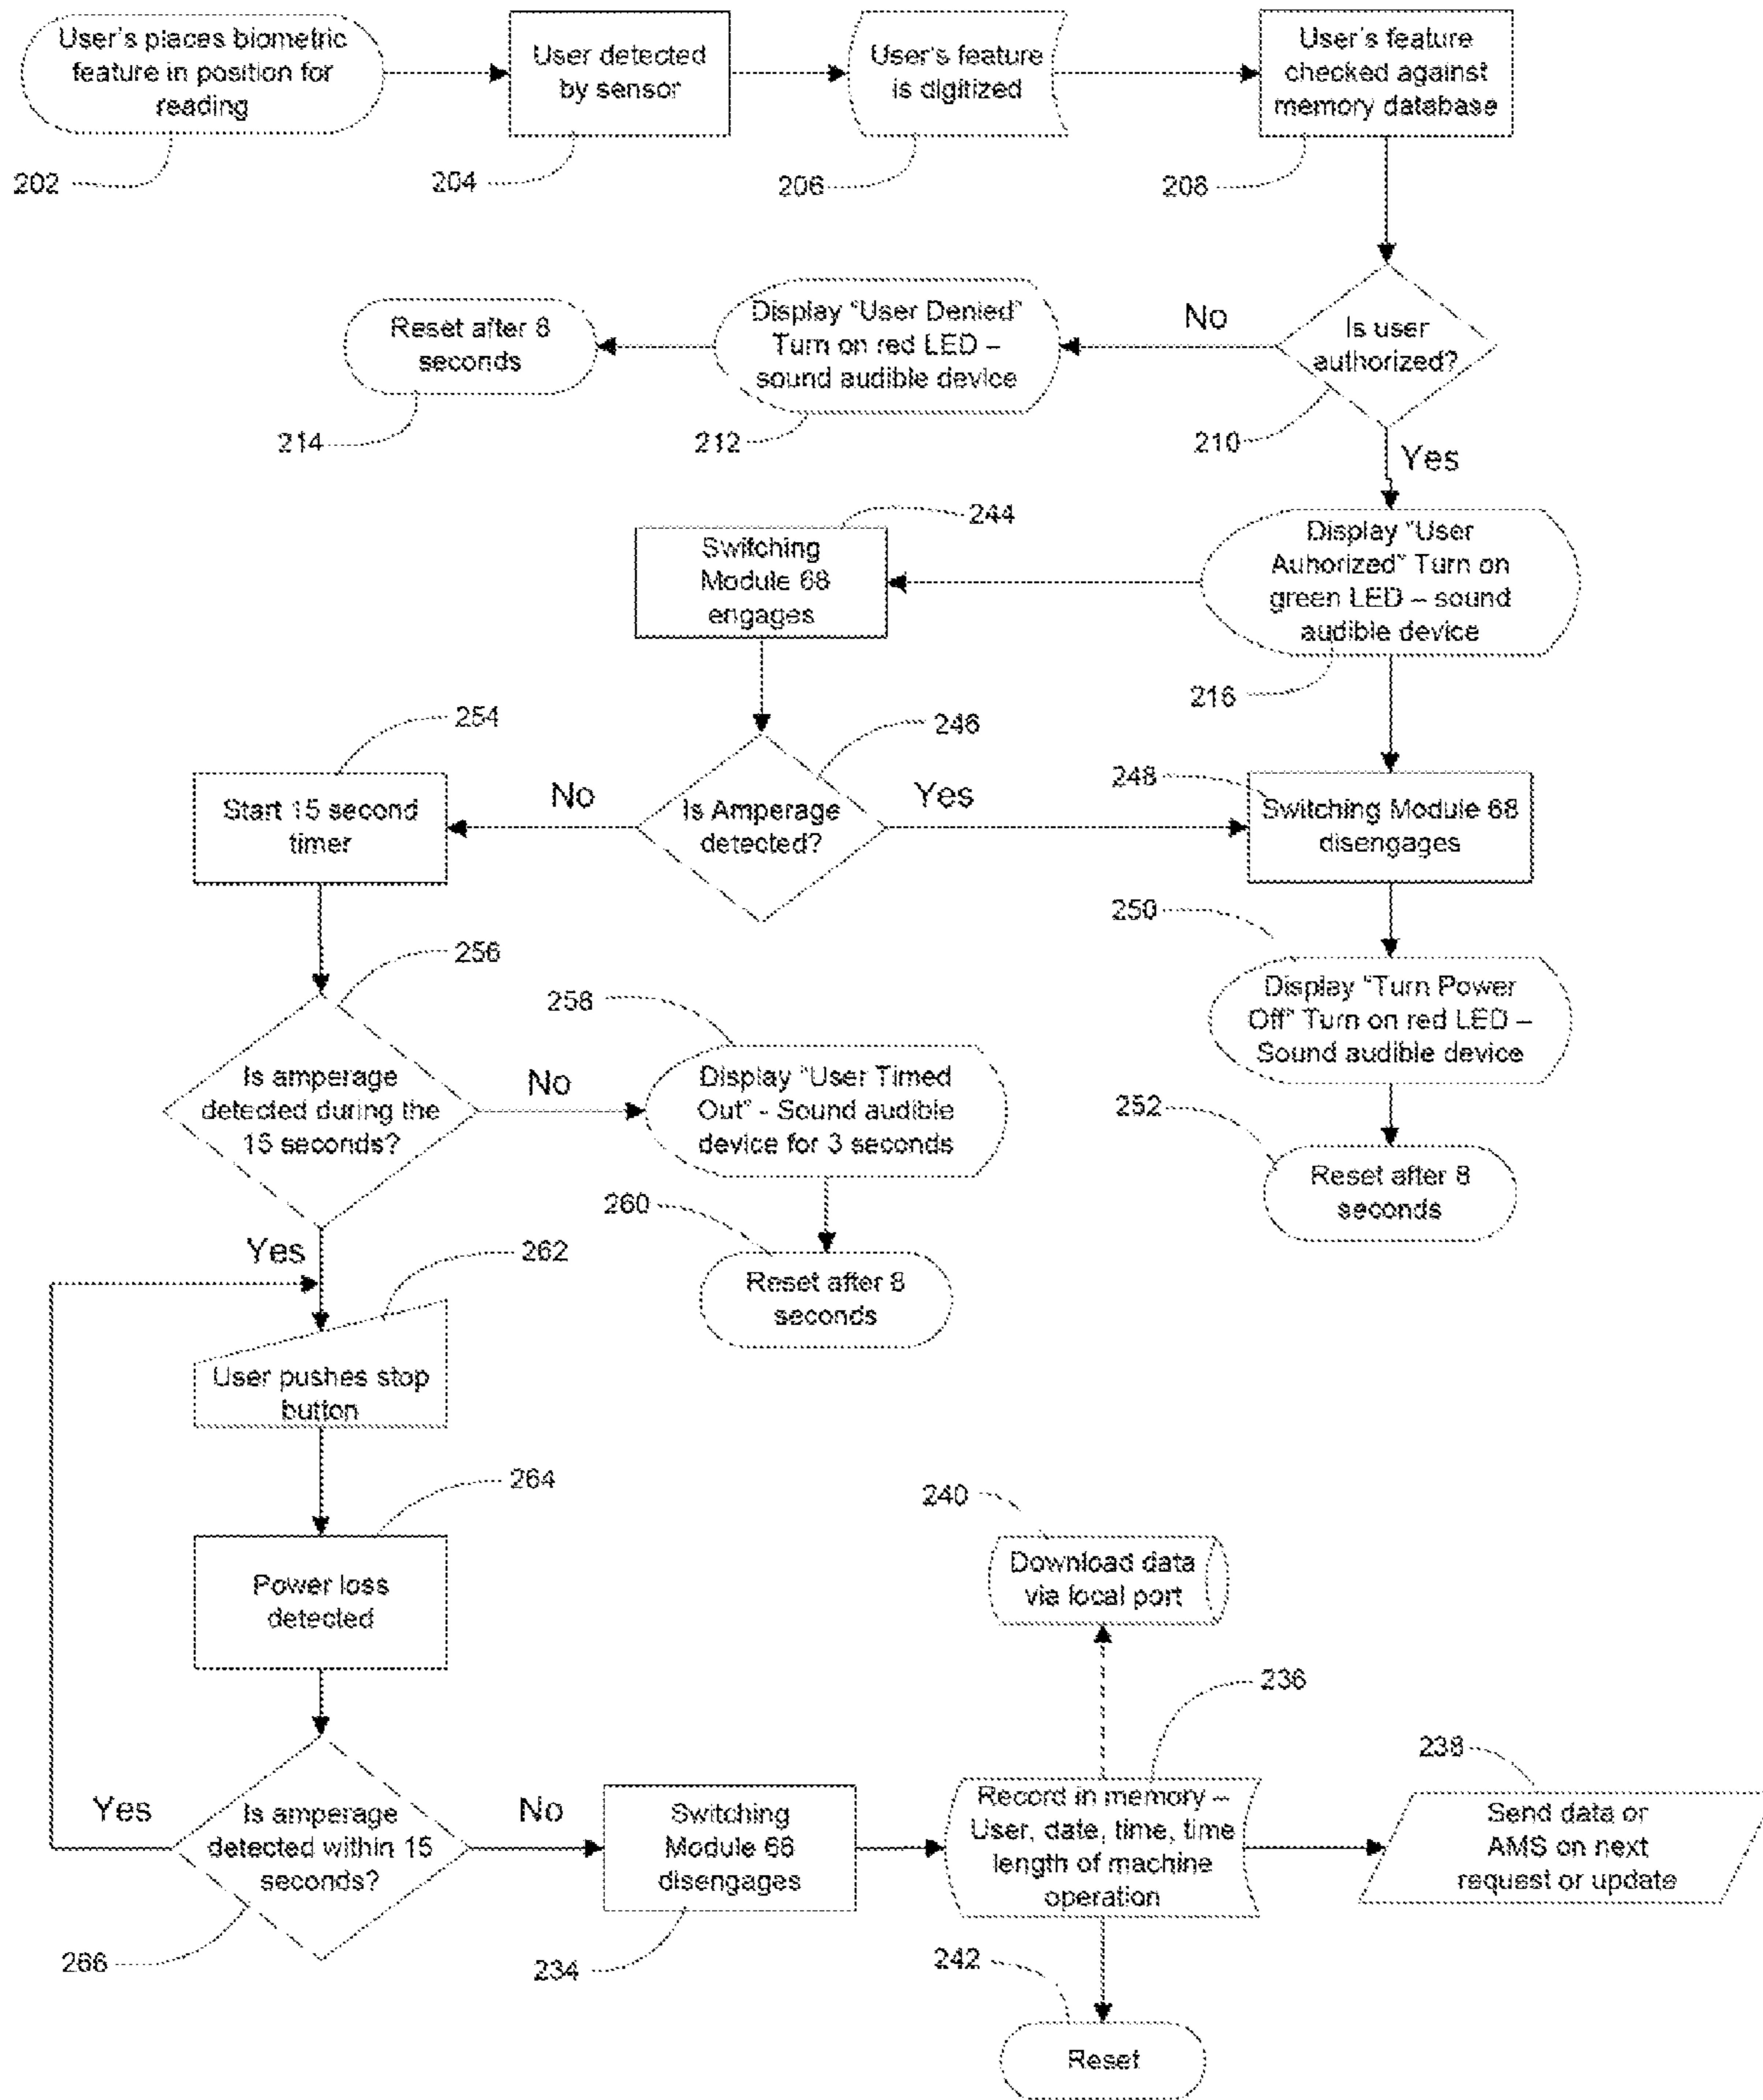 User's places biometric
feature in position for
reading
202
User detected
by sensor
204
User's feature
is digitized
206
User's feature
checked against
memory database
208
Is user
authorized?
210
No
Display "User Denied"
Turn on red LED –
sound audible device
212
Reset after 8
seconds
214
Yes
Display "User
Auhorized" Turn on
green LED – sound
audible device
216
Switching
Module 68
engages
244
Is Amperage
detected?
246
Yes
Switching Module 68
disengages
248
Display "Turn Power
Off" Turn on red LED –
Sound audible device
250
Reset after 8
seconds
252
No
Start 15 second
timer
254
Is amperage
detected during the
15 seconds?
256
No
Display "User Timed
Out" - Sound audible
device for 3 seconds
258
Reset after 8
seconds
260
Yes
User pushes stop
button
262
Power loss
detected
264
Is amperage
detected within 15
seconds?
266
Yes
No
Switching
Module 68
disengages
234
Record in memory –
User, date, time, time
length of machine
operation
236
Download data
via local port
240
Send data or
AMS on next
request or update
238
Reset
242